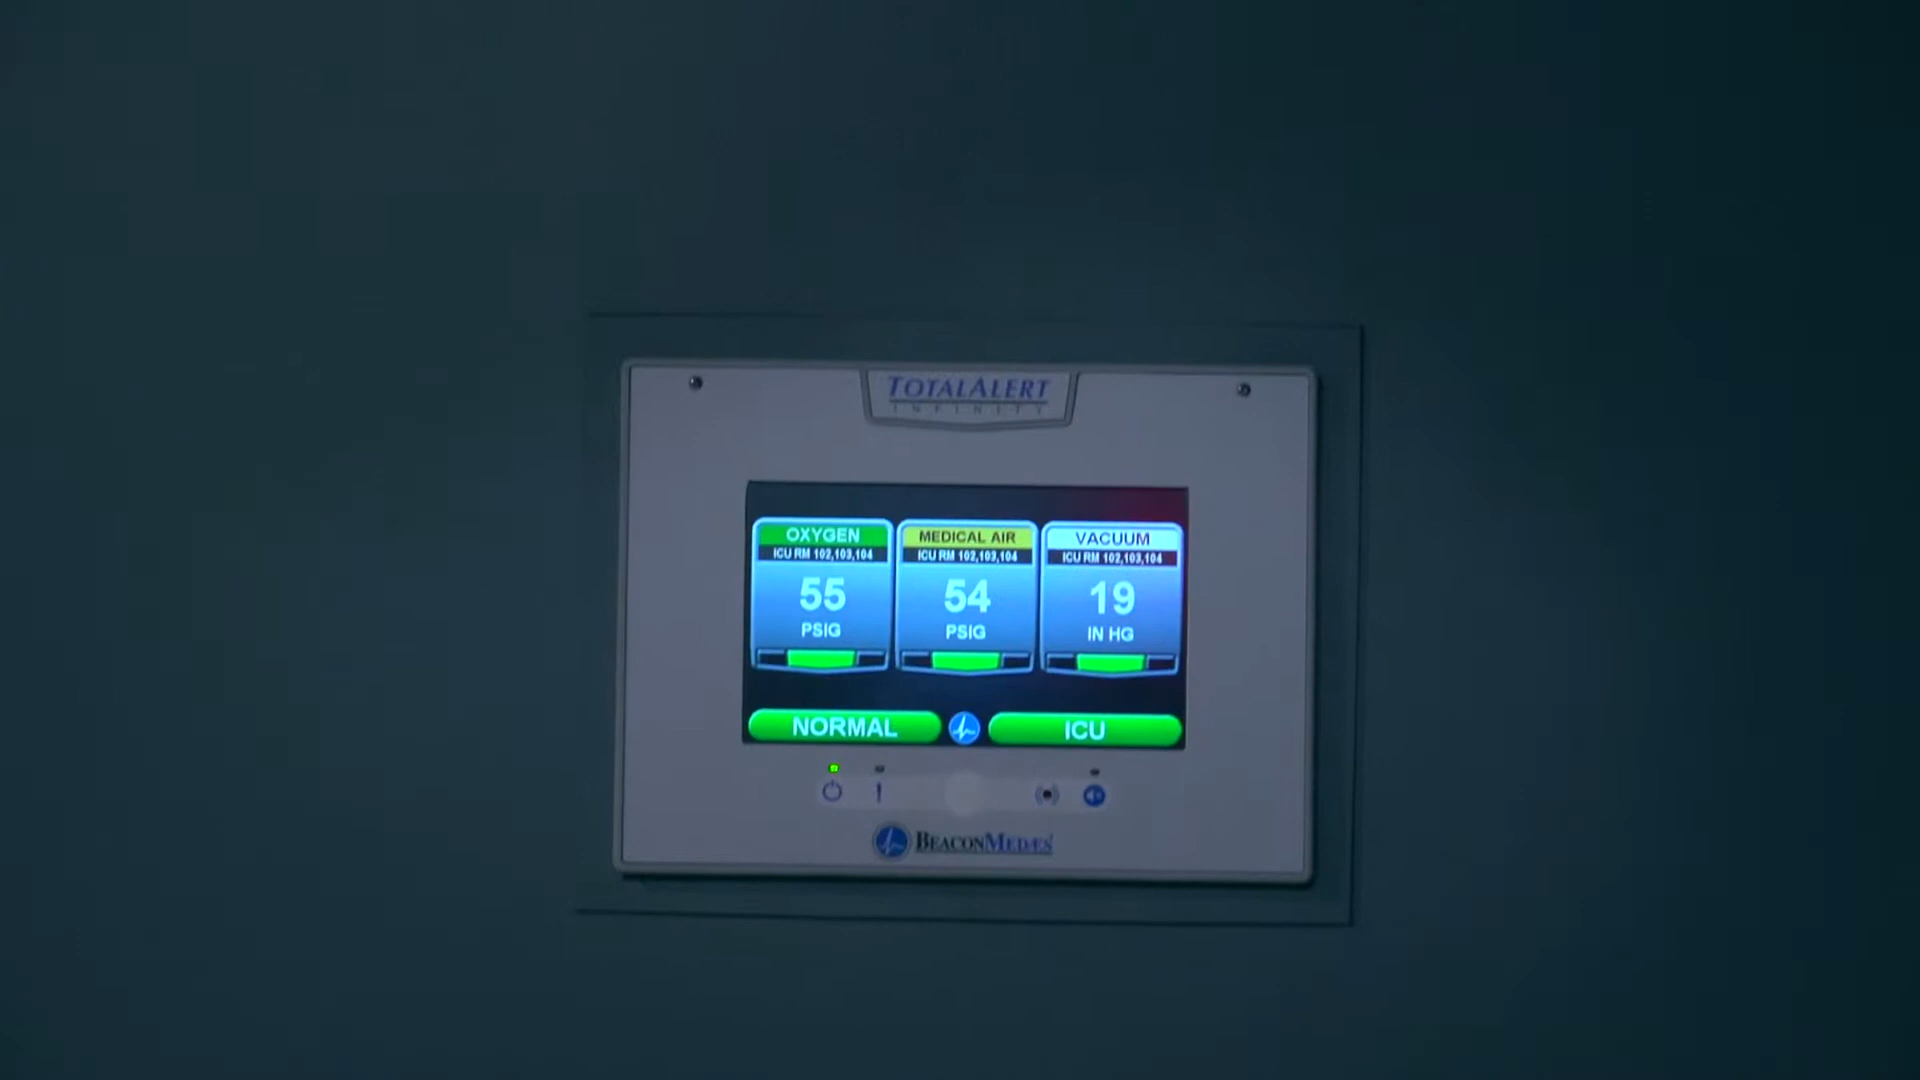 TOTALALERT
INFINITY
OXYGEN
ICU RM 102,103,104
55
PSIG
MEDICAL AIR
ICU RM 102,103,104
54
PSIG
VACUUM
ICU RM 102,103,104
19
IN HG
NORMAL
ICU
BEACONMEDÆS